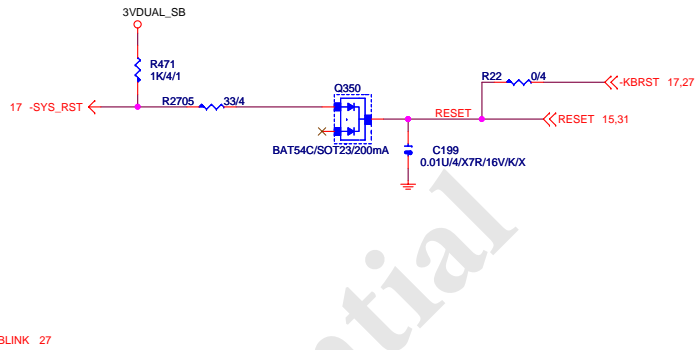 3VDUAL_SB
R471
1K/4/1
R22 0/4
-KBRST 17,27
Q350
17 -SYS_RST
R2705 33/4
RESET
RESET 15,31
BAT54C/SOT23/200mA
C199
0.01U/4/X7R/16V/K/X
ntial
BLINK 27